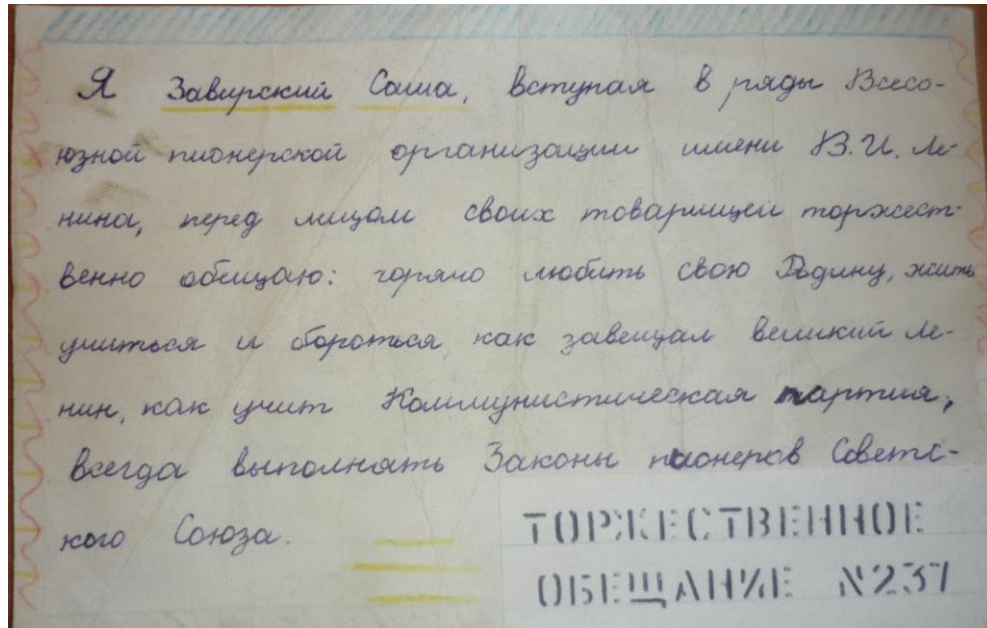 Я Завирский Саша, вступая в ряды Всесо-
юзной пионерской организации имени В.И. Ле-
нина, перед лицом своих товарищей торжест-
венно обещаю: горячо любить свою Родину, жить
учиться и бороться, как завещал великий Ле-
нин, как учит Коммунистическая партия,
всегда выполнять Законы пионеров Советс-
кого Союза.
ТОРЖЕСТВЕННОЕ
ОБЕЩАНИЕ N237